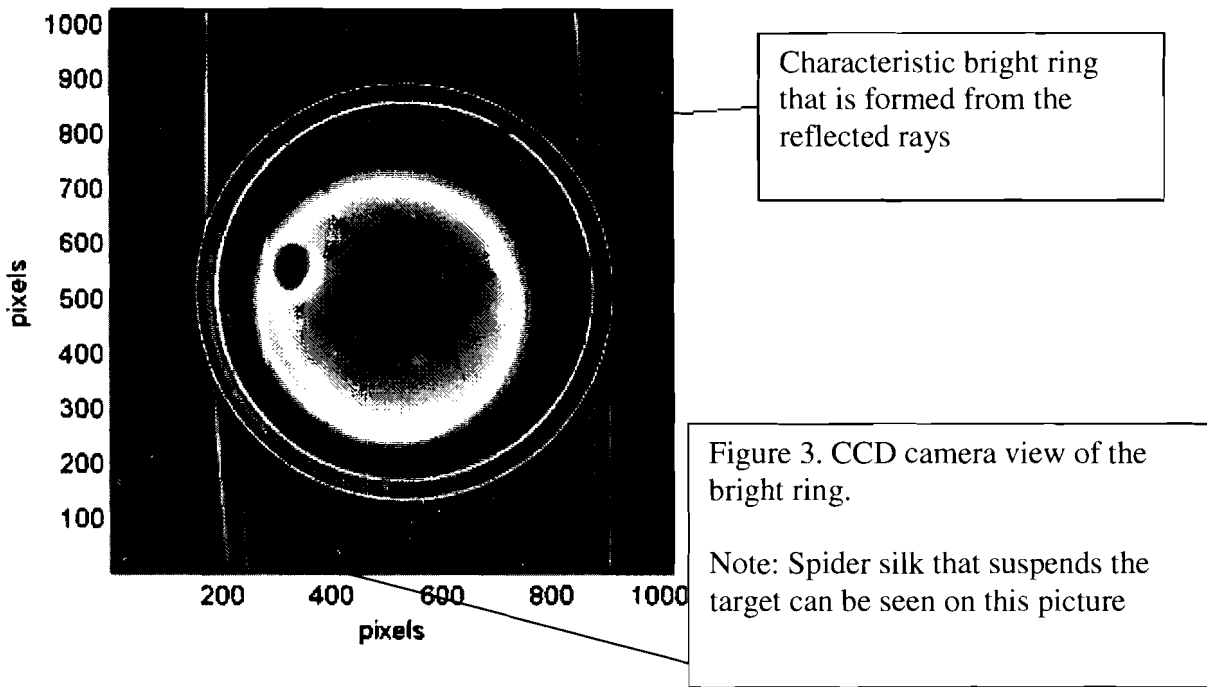 1000
900
800
700
600
500
400
300
200
100
pixels
200 400 600 800 1000
pixels
Characteristic bright ring
that is formed from the
reflected rays
Figure 3. CCD camera view of the
bright ring.
Note: Spider silk that suspends the
target can be seen on this picture